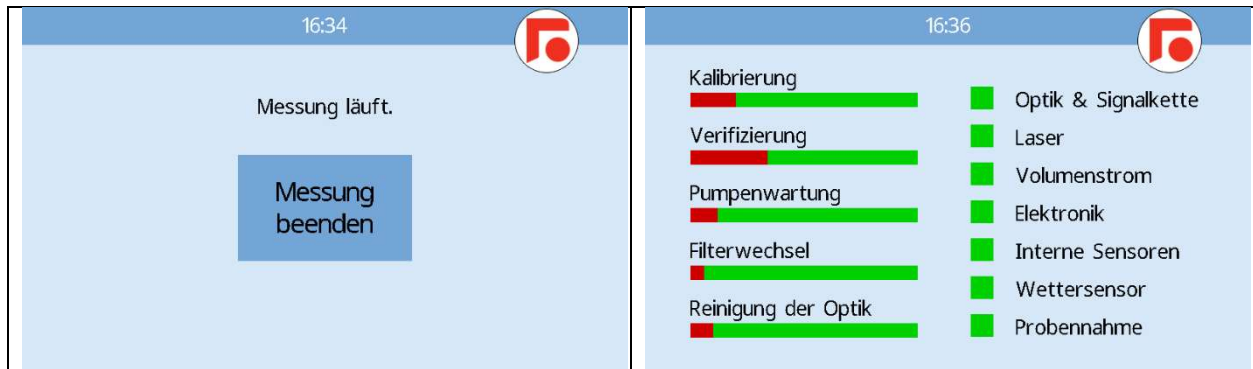 16:34
Messung läuft.
Messung
beenden
16:36
Kalibrierung
Verifizierung
Pumpenwartung
Filterwechsel
Reinigung der Optik
Optik & Signalkette
Laser
Volumenstrom
Elektronik
Interne Sensoren
Wettersensor
Probennahme